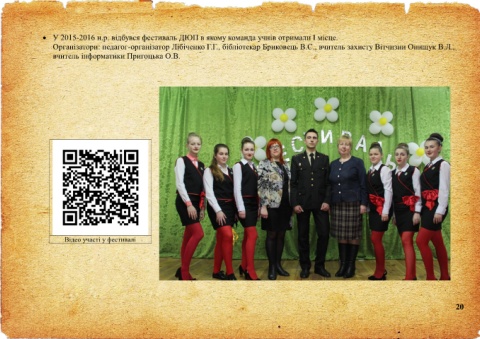 У 2015-2016 н.р. відбувся фестиваль ДЮП в якому команда учнів отримали І місце.
Організатори: педагог-організатор Лібіченко Г.Г., бібліотекар Бриковець В.С., вчитель захисту Вітчизни Онищук В.Л.,
вчитель інформатики Пригоцька О.В.
Відео участі у фестивалі
20